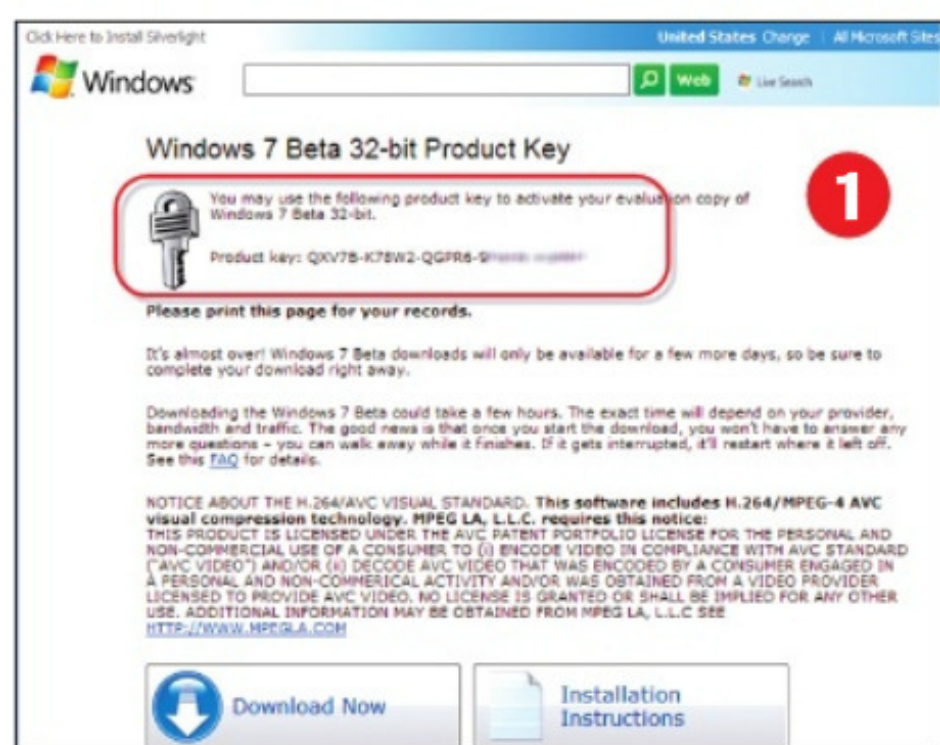 Click Here to Install Silverlight
United States Change | All Microsoft Sites
Windows
Web
Live Search
Windows 7 Beta 32-bit Product Key
1
You may use the following product key to activate your evaluation copy of
Windows 7 Beta 32-bit.
Product key: QXV7B-K78W2-QGPR6-9
Please print this page for your records.
It's almost over! Windows 7 Beta downloads will only be available for a few more days, so be sure to
complete your download right away.
Downloading the Windows 7 Beta could take a few hours. The exact time will depend on your provider,
bandwidth and traffic. The good news is that once you start the download, you won't have to answer any
more questions – you can walk away while it finishes. If it gets interrupted, it'll restart where it left off.
See this FAQ for details.
NOTICE ABOUT THE H.264/AVC VISUAL STANDARD. This software includes H.264/MPEG-4 AVC
visual compression technology. MPEG LA, L.L.C. requires this notice:
THIS PRODUCT IS LICENSED UNDER THE AVC PATENT PORTFOLIO LICENSE FOR THE PERSONAL AND
NON-COMMERCIAL USE OF A CONSUMER TO (i) ENCODE VIDEO IN COMPLIANCE WITH AVC STANDARD
("AVC VIDEO") AND/OR (ii) DECODE AVC VIDEO THAT WAS ENCODED BY A CONSUMER ENGAGED IN
A PERSONAL AND NON-COMMERICAL ACTIVITY AND/OR WAS OBTAINED FROM A VIDEO PROVIDER
LICENSED TO PROVIDE AVC VIDEO. NO LICENSE IS GRANTED OR SHALL BE IMPLIED FOR ANY OTHER
USE. ADDITIONAL INFORMATION MAY BE OBTAINED FROM MPEG LA, L.L.C SEE
HTTP://WWW.MPEGLA.COM
Download Now
Installation
Instructions